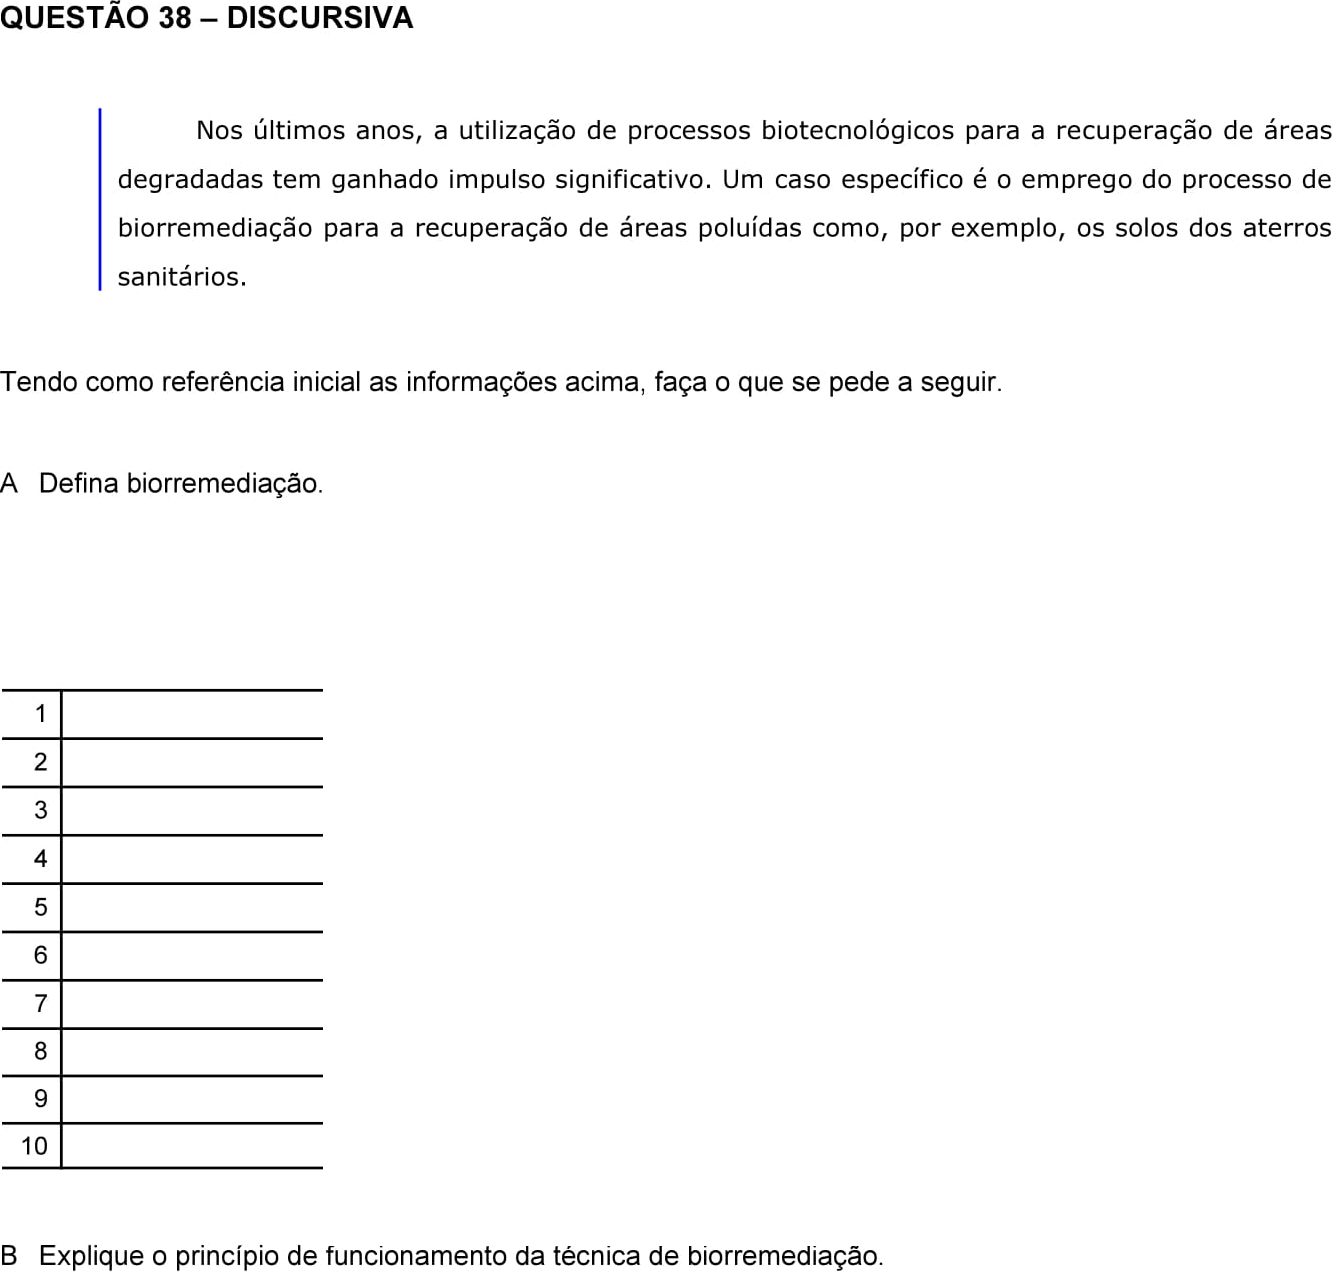 QUESTÃO 38 – DISCURSIVA
Nos últimos anos, a utilização de processos biotecnológicos para a recuperação de áreas
degradadas tem ganhado impulso significativo. Um caso específico é o emprego do processo de
biorremediação para a recuperação de áreas poluídas como, por exemplo, os solos dos aterros
sanitários.
Tendo como referência inicial as informações acima, faça o que se pede a seguir.
A Defina biorremediação.
1
2
3
4
5
6
7
8
9
10
B Explique o princípio de funcionamento da técnica de biorremediação.